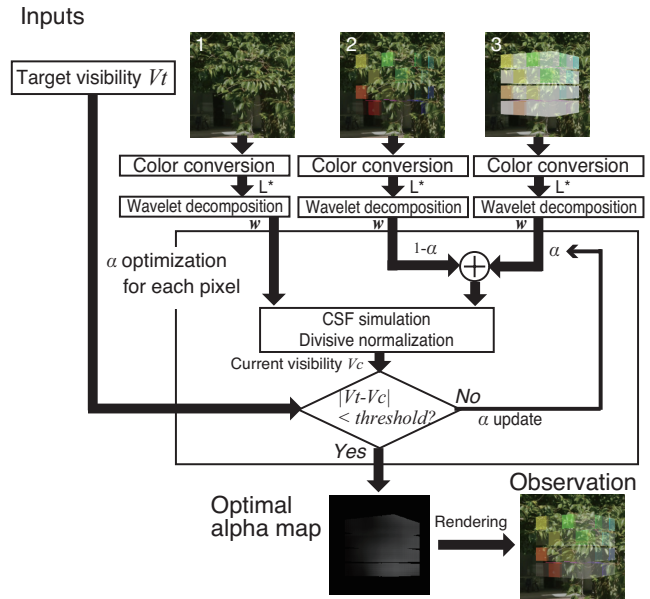 Inputs
Target visibility Vt
1
2
3
Color conversion
Color conversion
Color conversion
L*
L*
L*
Wavelet decomposition
Wavelet decomposition
Wavelet decomposition
w
w
w
α optimization
for each pixel
1-α
α
CSF simulation
Divisive normalization
Current visibility Vc
|Vt-Vc|
< threshold?
No
α update
Yes
Optimal
alpha map
Rendering
Observation